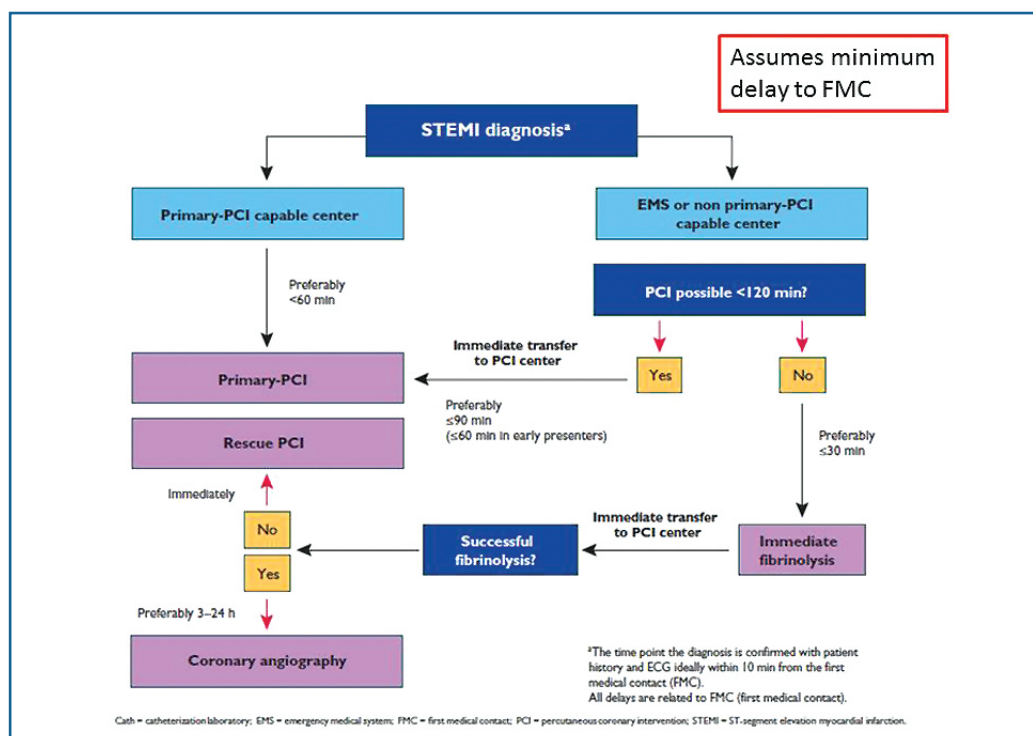 Assumes minimum
delay to FMC
STEMI diagnosisᵃ
Primary-PCI capable center
EMS or non primary-PCI
capable center
Preferably
<60 min
PCI possible <120 min?
Immediate transfer
to PCI center
Yes
No
Primary-PCI
Preferably
≤90 min
(≤60 min in early presenters)
Preferably
≤30 min
Rescue PCI
Immediately
No
Yes
Successful
fibrinolysis?
Immediate transfer
to PCI center
Immediate
fibrinolysis
Preferably 3–24 h
Coronary angiography
ᵃThe time point the diagnosis is confirmed with patient
history and ECG ideally within 10 min from the first
medical contact (FMC).
All delays are related to FMC (first medical contact).
Cath = catheterization laboratory; EMS = emergency medical system; FMC = first medical contact; PCI = percutaneous coronary intervention; STEMI = ST-segment elevation myocardial infarction.